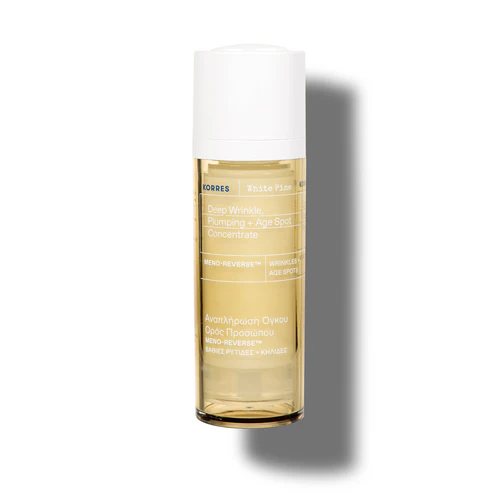 KORRES | White Pine
Deep Wrinkle,
Plumping + Age Spot
Concentrate
MENO-REVERSE™ | WRINKLES +
AGE SPOTS
Αναπλήρωση Όγκου
Ορός Προσώπου
MENO-REVERSE™
ΒΑΘΙΕΣ ΡΥΤΙΔΕΣ + ΚΗΛΙΔΕΣ